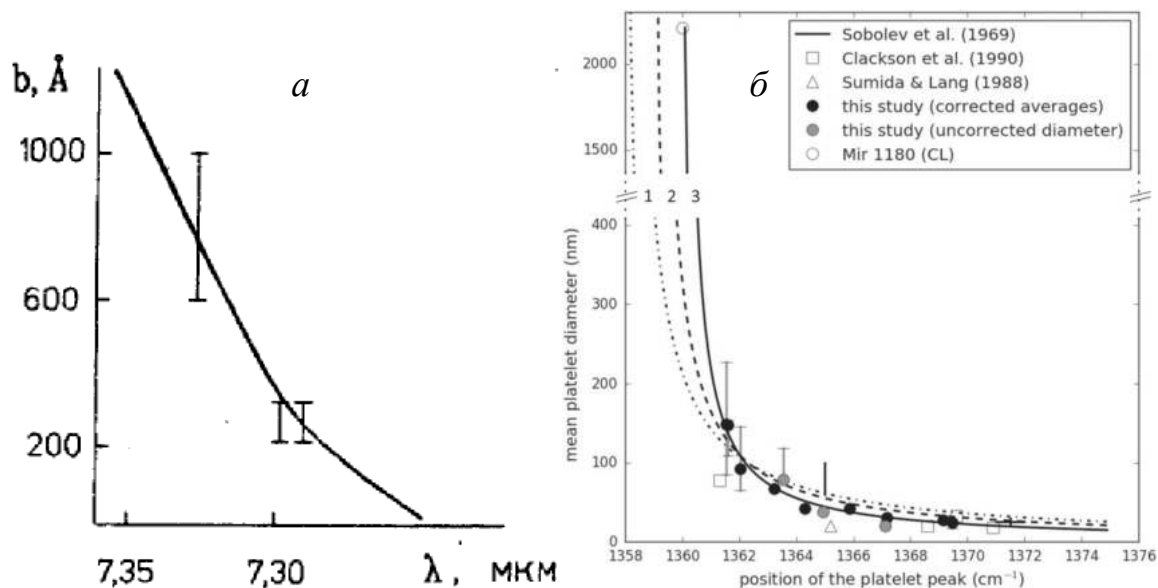 b, Å
а
1000
600
200
7,35
7,30
λ, мкм
б
Sobolev et al. (1969)
Clackson et al. (1990)
Sumida & Lang (1988)
this study (corrected averages)
this study (uncorrected diameter)
Mir 1180 (CL)
mean platelet diameter (nm)
2000
1500
400
300
200
100
0
1 2 3
1358 1360 1362 1364 1366 1368 1370 1372 1374 1376
position of the platelet peak (cm⁻¹)